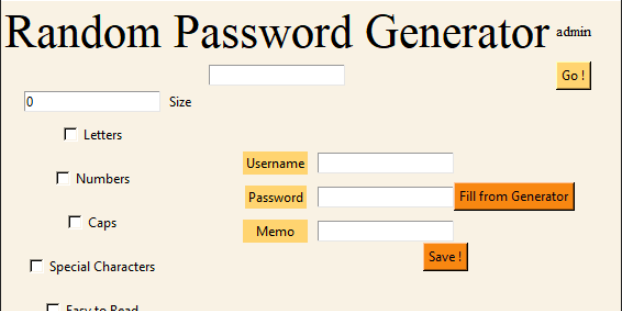 Random Password Generator admin
Go !
0 Size
Letters
Username
Numbers
Password Fill from Generator
Caps
Memo
Save !
Special Characters
Easy to Read